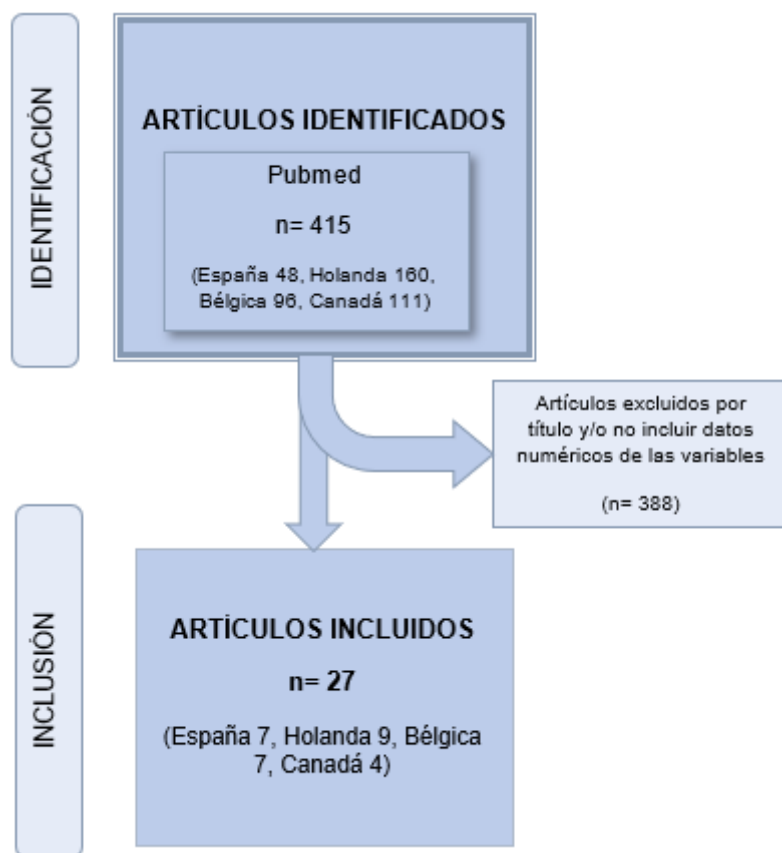 IDENTIFICACIÓN
ARTÍCULOS IDENTIFICADOS
Pubmed
n= 415
(España 48, Holanda 160,
Bélgica 96, Canadá 111)
Artículos excluidos por
título y/o no incluir datos
numéricos de las variables
(n= 388)
INCLUSIÓN
ARTÍCULOS INCLUIDOS
n= 27
(España 7, Holanda 9, Bélgica
7, Canadá 4)